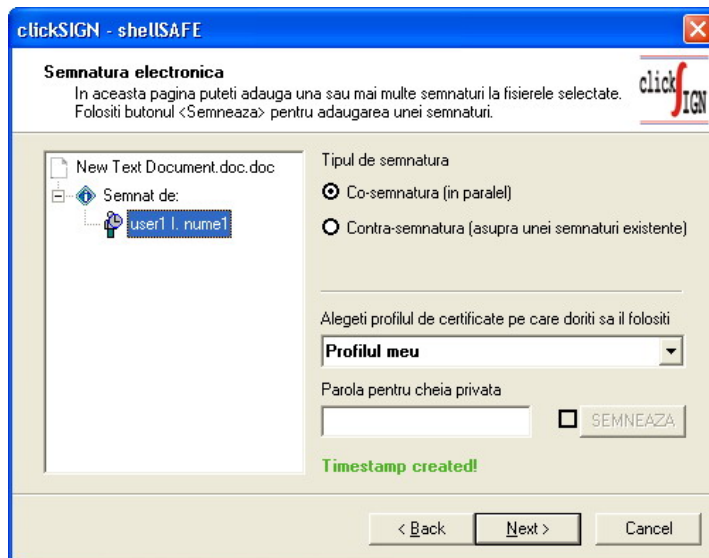 clickSIGN - shellSAFE
Semnatura electronica
In aceasta pagina puteti adauga una sau mai multe semnaturi la fisierele selectate.
Folositi butonul <Semneaza> pentru adaugarea unei semnaturi.
click
SIGN
New Text Document.doc.doc
Semnat de:
user1 I. nume1
Tipul de semnatura
Co-semnatura (in paralel)
Contra-semnatura (asupra unei semnaturi existente)
Alegeti profilul de certificate pe care doriti sa il folositi
Profilul meu
Parola pentru cheia privata
SEMNEAZA
Timestamp created!
< Back
Next >
Cancel